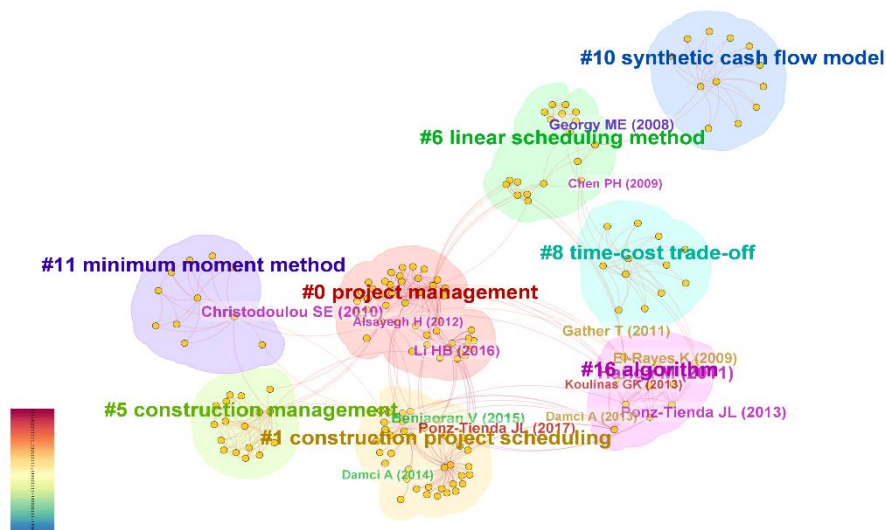 #10 synthetic cash flow model
Georgy ME (2008)
#6 linear scheduling method
Chen PH (2009)
#8 time-cost trade-off
#11 minimum moment method
#0 project management
Christodoulou SE (2010)
Alsayegh H (2012)
Gather T (2011)
LI HB (2016)
El-Rayes K (2009)
#16 algorithm
Koulinas GK (2013)
#5 construction management
Benjaoran V (2015)
Damci A (2013)
Ponz-Tienda JL (2013)
Ponz-Tienda JL (2017)
#1 construction project scheduling
Damci A (2014)